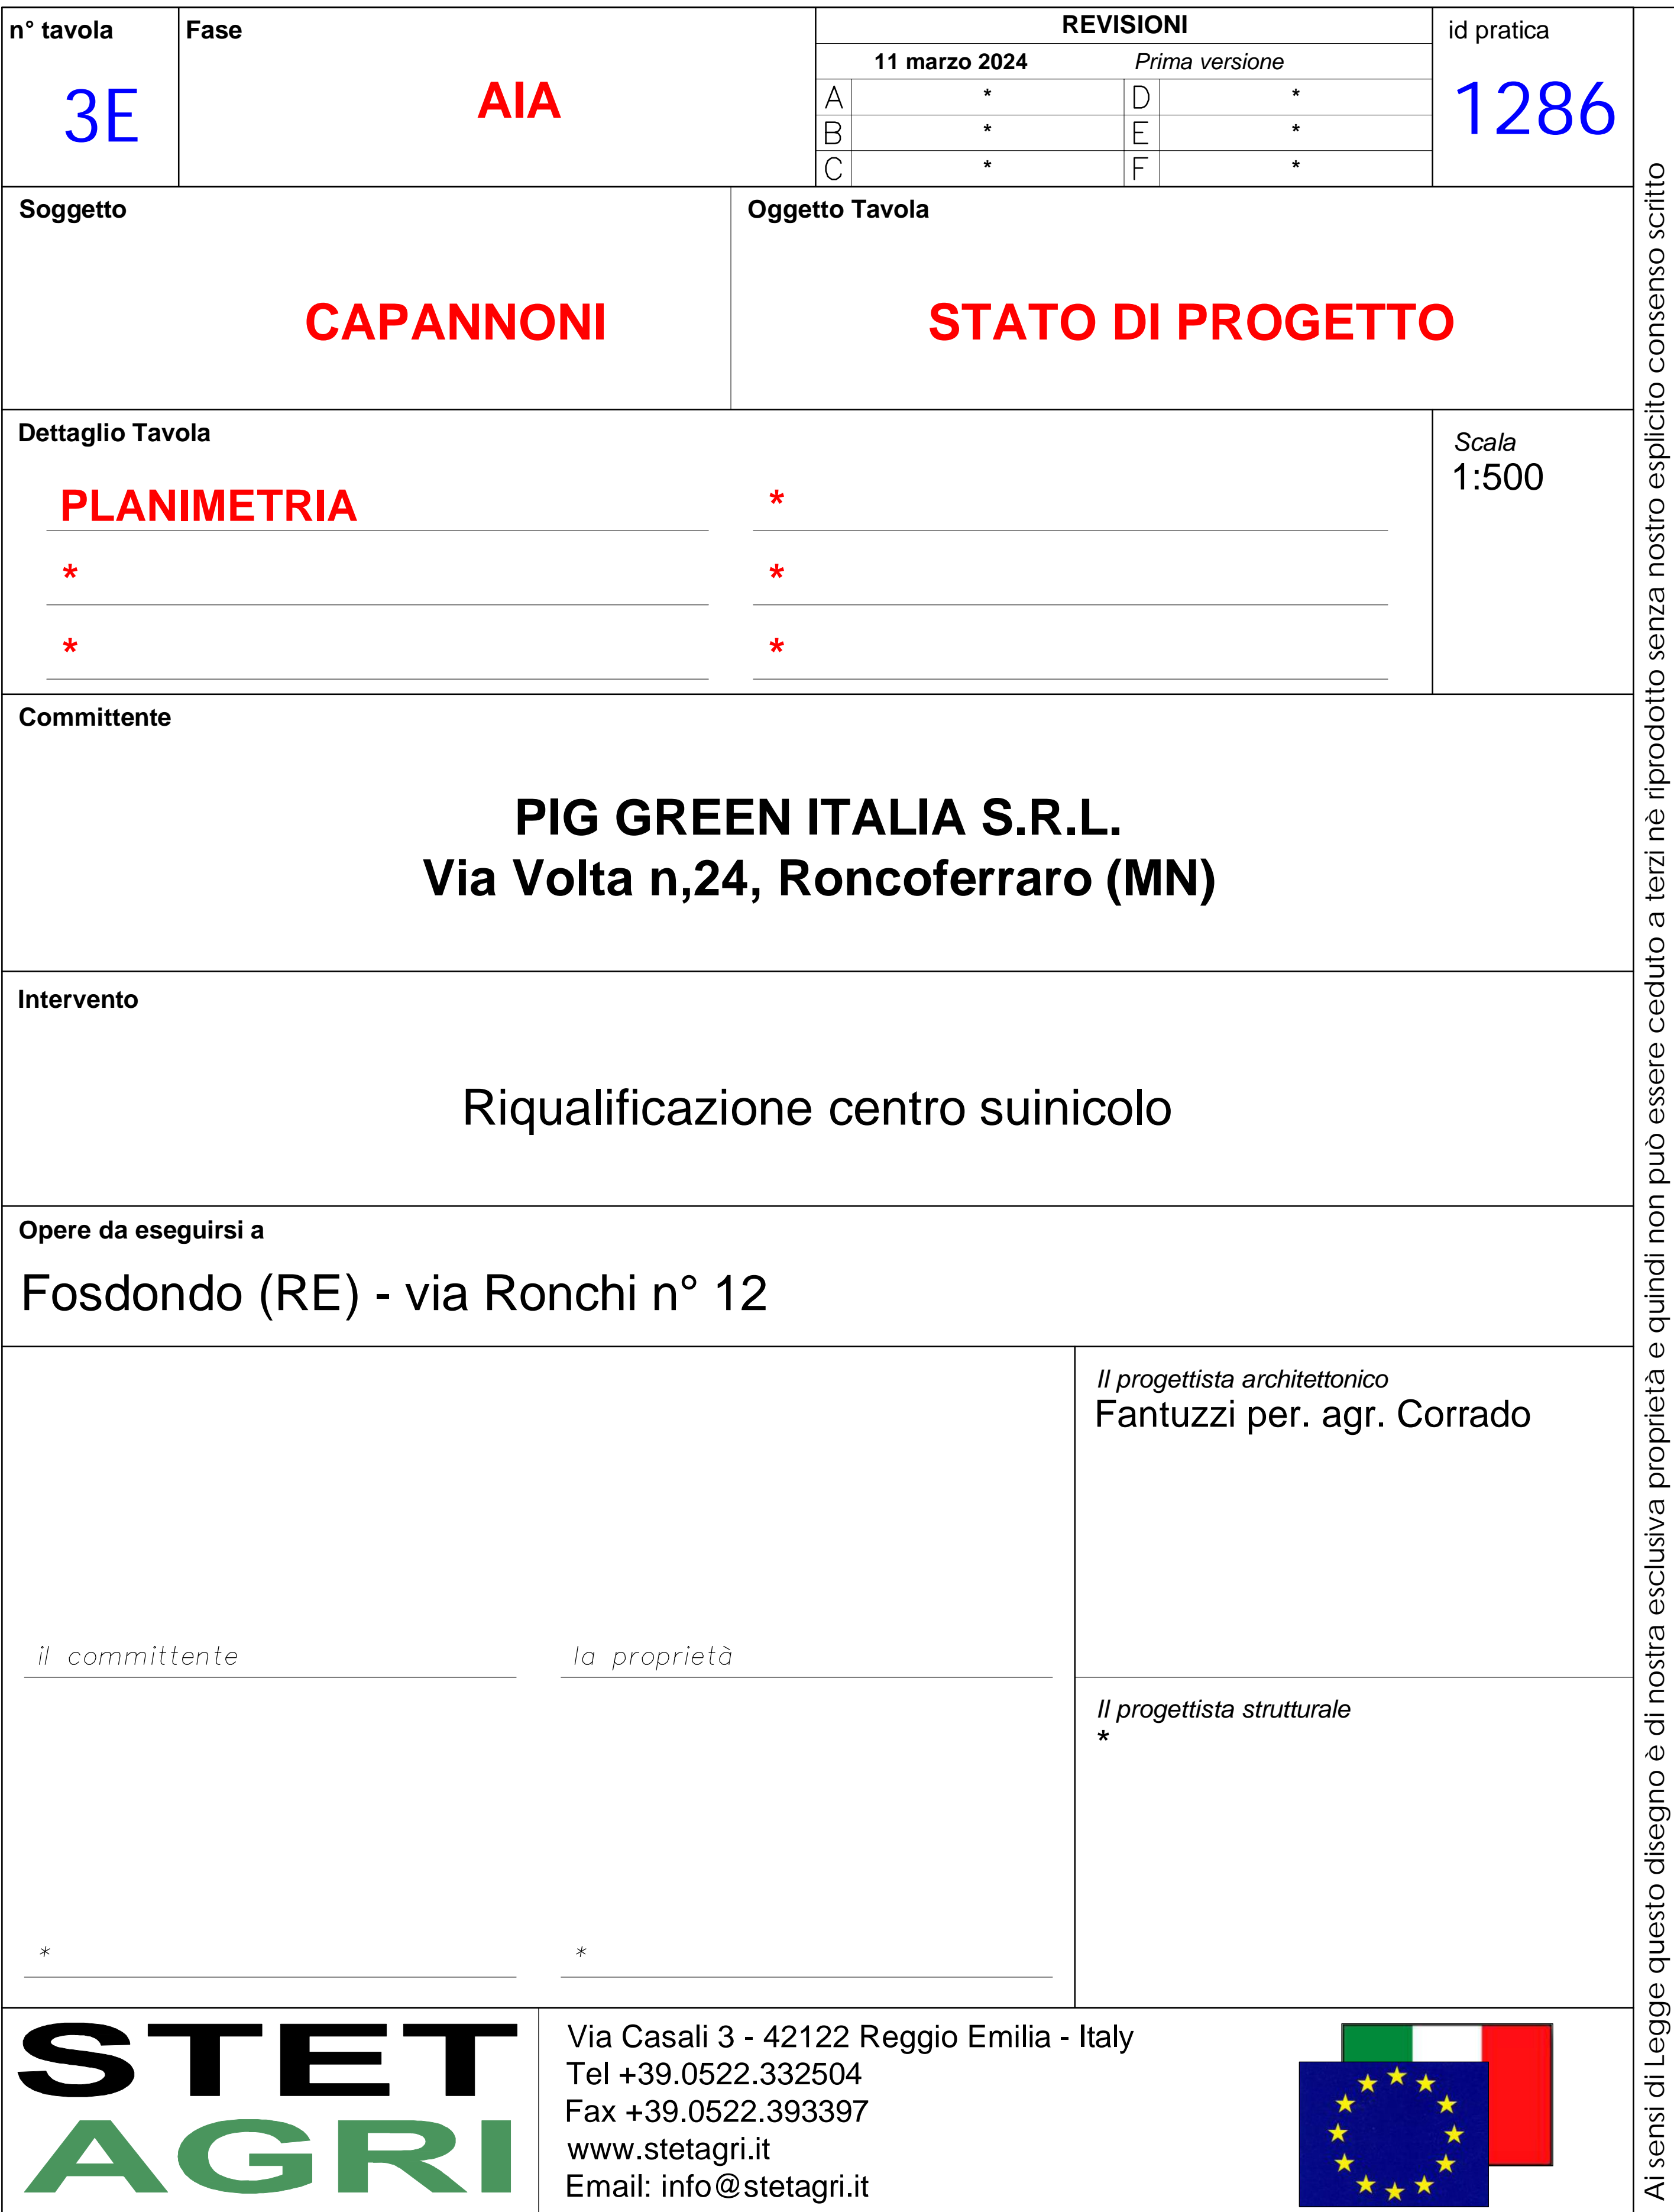 n° tavola
3E
Fase
AIA
REVISIONI
11 marzo 2024 Prima versione
A * D *
B * E *
C * F *
id pratica
1286
Soggetto
CAPANNONI
Oggetto Tavola
STATO DI PROGETTO
Dettaglio Tavola
PLANIMETRIA *
* *
* *
Scala
1:500
Committente
PIG GREEN ITALIA S.R.L.
Via Volta n,24, Roncoferraro (MN)
Intervento
Riqualificazione centro suinicolo
Opere da eseguirsi a
Fosdondo (RE) - via Ronchi n° 12
il committente
la proprietà
*
*
Il progettista architettonico
Fantuzzi per. agr. Corrado
Il progettista strutturale
*
STET
AGRI
Via Casali 3 - 42122 Reggio Emilia - Italy
Tel +39.0522.332504
Fax +39.0522.393397
www.stetagri.it
Email: info@stetagri.it
Ai sensi di Legge questo disegno è di nostra esclusiva proprietà e quindi non può essere ceduto a terzi nè riprodotto senza nostro esplicito consenso scritto